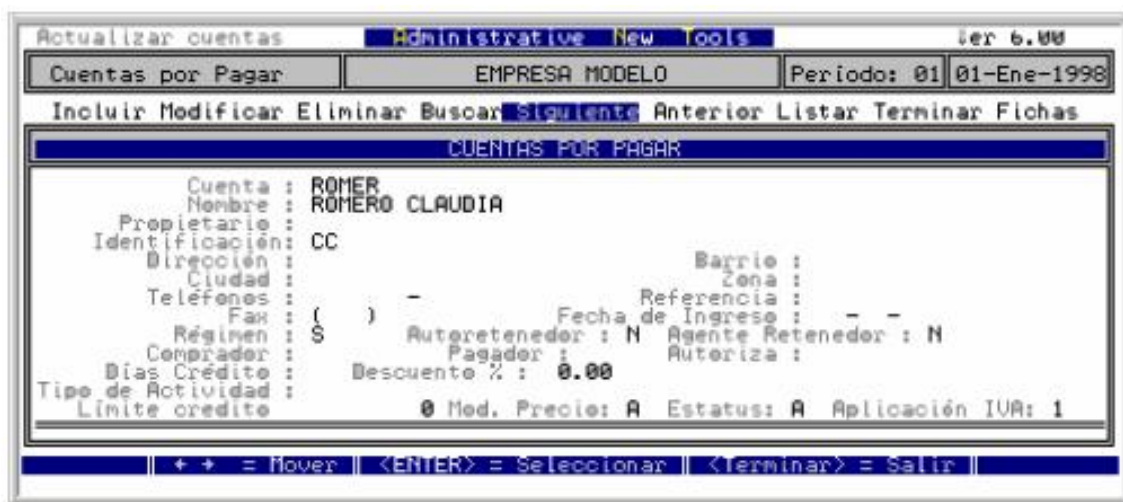 Actualizar cuentas Administrative New Tools Ver 6.00
Cuentas por Pagar EMPRESA MODELO Período: 01 01-Ene-1998
Incluir Modificar Eliminar Buscar Siguiente Anterior Listar Terminar Fichas
CUENTAS POR PAGAR
Cuenta : ROMER
Nombre : ROMERO CLAUDIA
Propietario :
Identificación: CC
Dirección : Barrio :
Ciudad : Zona :
Teléfonos : - Referencia :
Fax : ( ) Fecha de Ingreso : - -
Régimen : S Autoretenedor : N Agente Retenedor : N
Comprador : Pagador : Autoriza :
Días Crédito : Descuento % : 0.00
Tipo de Actividad :
Límite credito 0 Mod. Precio: A Estatus: A Aplicación IVA: 1
← → = Mover <ENTER> = Seleccionar <Terminar> = Salir